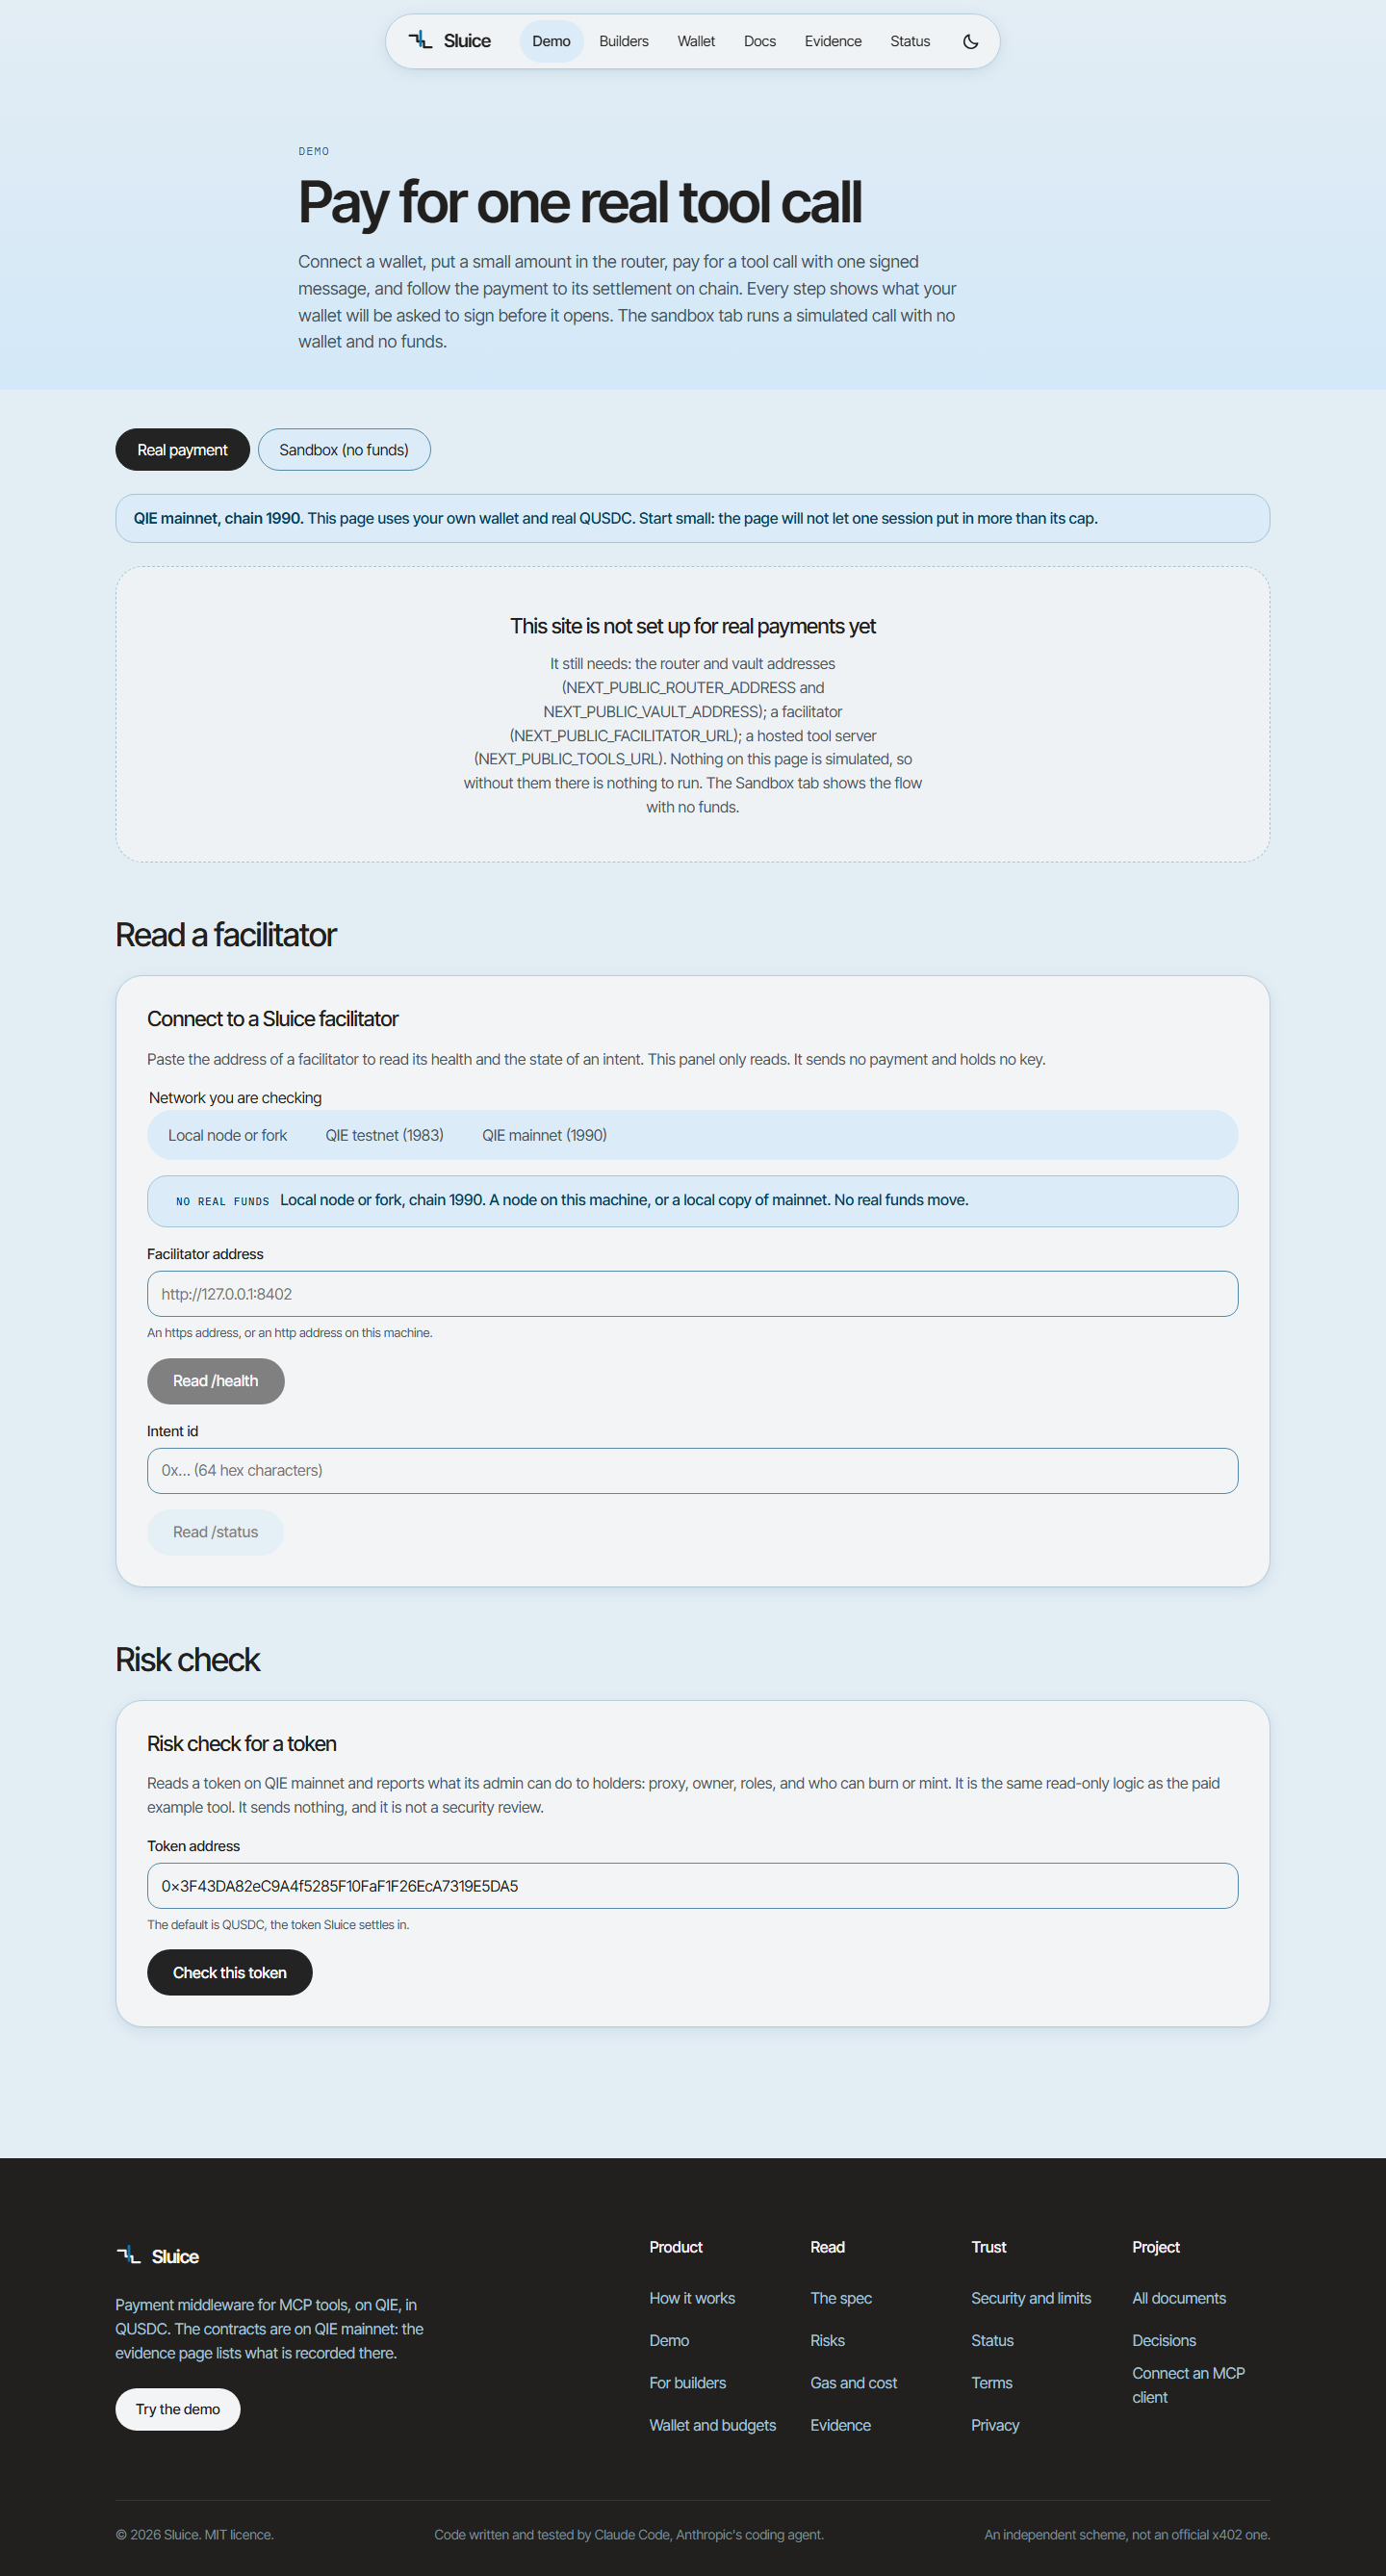 Sluice
Demo
Builders
Wallet
Docs
Evidence
Status
DEMO
Pay for one real tool call
Connect a wallet, put a small amount in the router, pay for a tool call with one signed
message, and follow the payment to its settlement on chain. Every step shows what your
wallet will be asked to sign before it opens. The sandbox tab runs a simulated call with no
wallet and no funds.
Real payment
Sandbox (no funds)
QIE mainnet, chain 1990. This page uses your own wallet and real QUSDC. Start small: the page will not let one session put in more than its cap.
This site is not set up for real payments yet
It still needs: the router and vault addresses
(NEXT_PUBLIC_ROUTER_ADDRESS and
NEXT_PUBLIC_VAULT_ADDRESS); a facilitator
(NEXT_PUBLIC_FACILITATOR_URL); a hosted tool server
(NEXT_PUBLIC_TOOLS_URL). Nothing on this page is simulated, so
without them there is nothing to run. The Sandbox tab shows the flow
with no funds.
Read a facilitator
Connect to a Sluice facilitator
Paste the address of a facilitator to read its health and the state of an intent. This panel only reads. It sends no payment and holds no key.
Network you are checking
Local node or fork
QIE testnet (1983)
QIE mainnet (1990)
NO REAL FUNDS Local node or fork, chain 1990. A node on this machine, or a local copy of mainnet. No real funds move.
Facilitator address
http://127.0.0.1:8402
An https address, or an http address on this machine.
Read /health
Intent id
0x... (64 hex characters)
Read /status
Risk check
Risk check for a token
Reads a token on QIE mainnet and reports what its admin can do to holders: proxy, owner, roles, and who can burn or mint. It is the same read-only logic as the paid
example tool. It sends nothing, and it is not a security review.
Token address
0x3F43DA82eC9A4f5285F10FaF1F26EcA7319E5DA5
The default is QUSDC, the token Sluice settles in.
Check this token
Sluice
Payment middleware for MCP tools, on QIE, in
QUSDC. The contracts are on QIE mainnet: the
evidence page lists what is recorded there.
Try the demo
Product
How it works
Demo
For builders
Wallet and budgets
Read
The spec
Risks
Gas and cost
Evidence
Trust
Security and limits
Status
Terms
Privacy
Project
All documents
Decisions
Connect an MCP
client
© 2026 Sluice. MIT licence.
Code written and tested by Claude Code, Anthropic's coding agent.
An independent scheme, not an official x402 one.